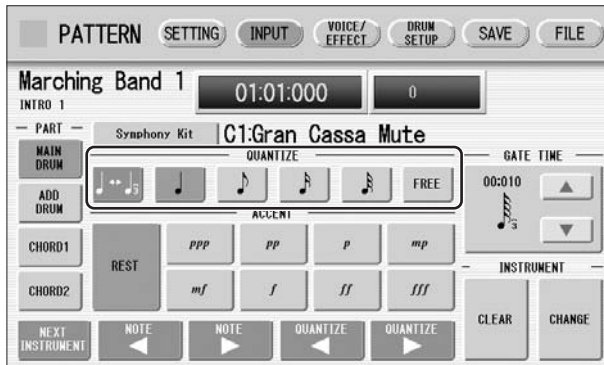 PATTERN SETTING INPUT VOICE/EFFECT DRUM SETUP SAVE FILE
Marching Band 1 01:01:000 0
INTRO 1
PART
Symphony Kit C1:Gran Cassa Mute
MAIN DRUM
QUANTIZE
GATE TIME
3 FREE
00:010
3
ADD DRUM
ACCENT
CHORD1 REST ppp pp p mp
INSTRUMENT
CHORD2 mf f ff fff
CLEAR CHANGE
NEXT INSTRUMENT NOTE NOTE QUANTIZE QUANTIZE